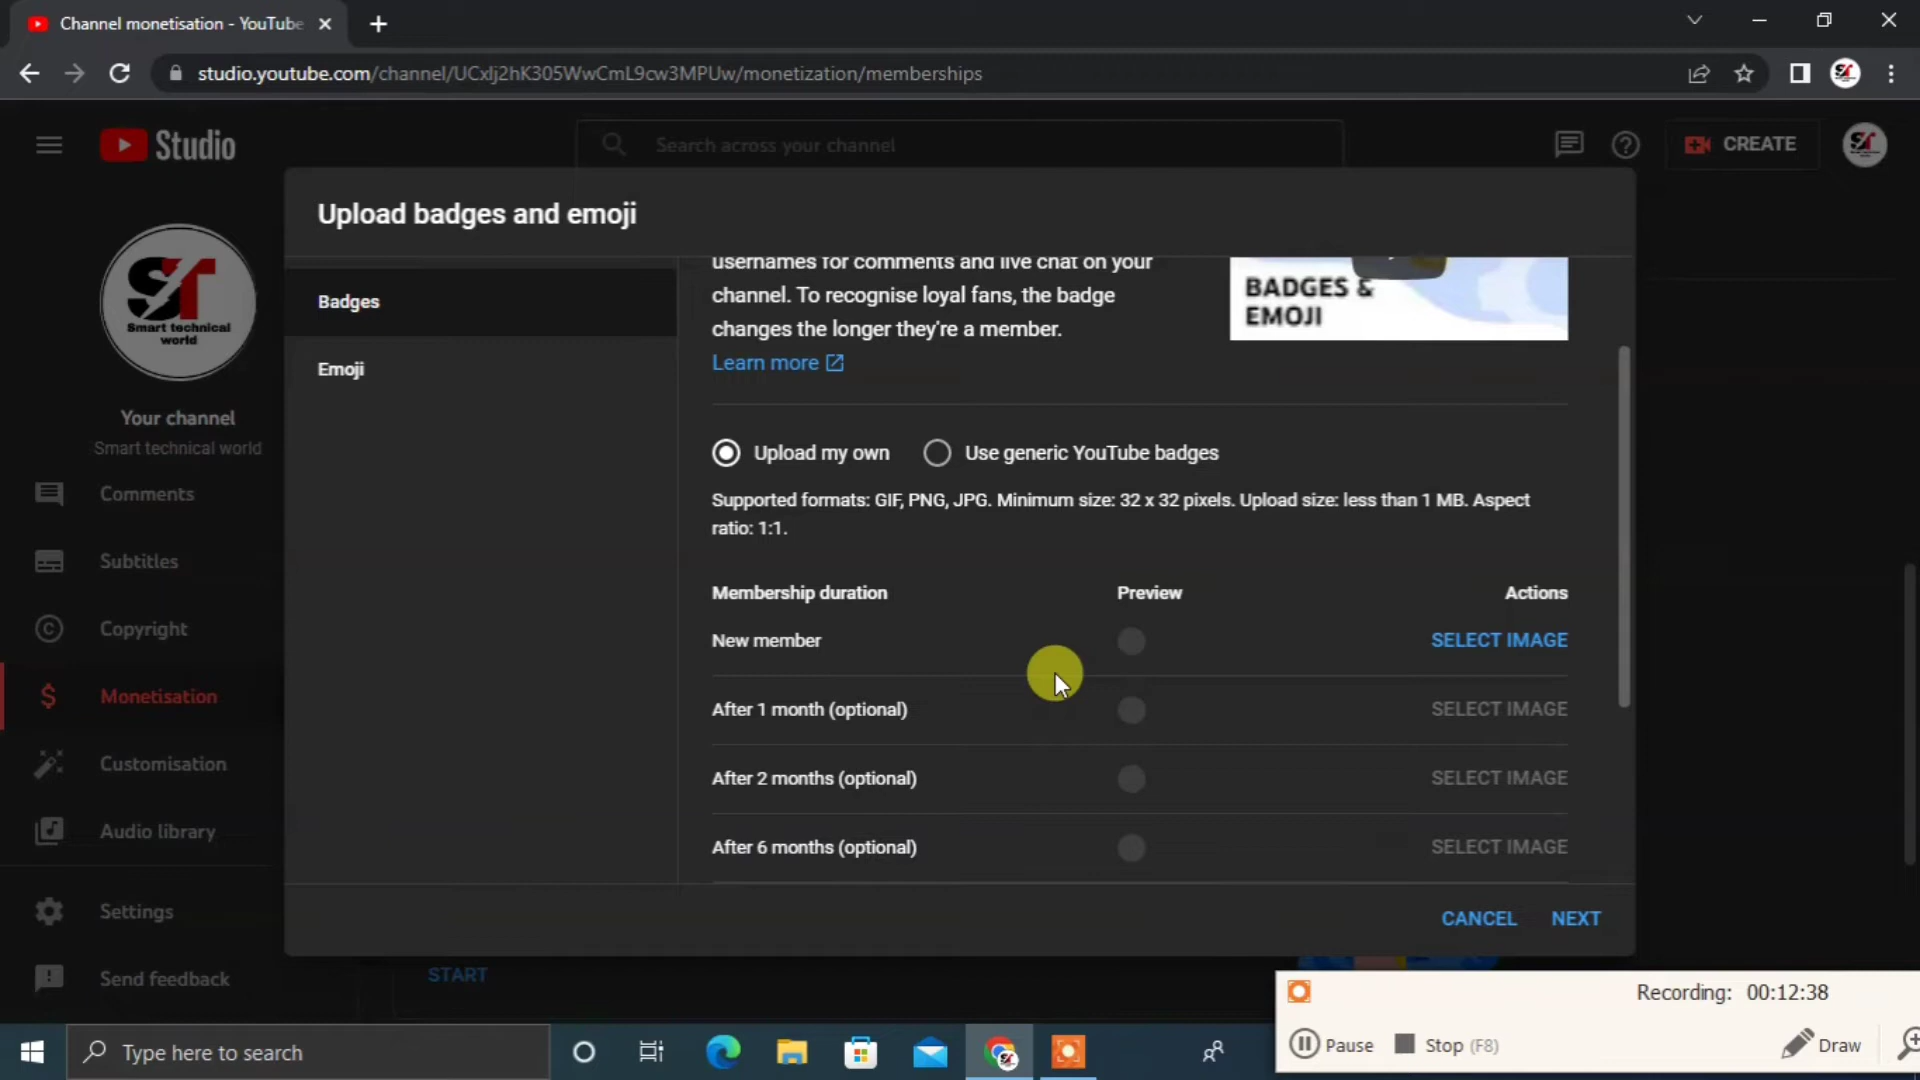 Channel monetisation - YouTube
studio.youtube.com/channel/UCxlj2hK305WwCmL9cw3MPUw/monetization/memberships
Studio
Search across your channel
CREATE
Upload badges and emoji
Badges
Emoji
usernames for comments and live chat on your
channel. To recognise loyal fans, the badge
changes the longer they're a member.
Learn more
BADGES &
EMOJI
Upload my own
Use generic YouTube badges
Supported formats: GIF, PNG, JPG. Minimum size: 32 x 32 pixels. Upload size: less than 1 MB. Aspect
ratio: 1:1.
Membership duration Preview Actions
New member SELECT IMAGE
After 1 month (optional) SELECT IMAGE
After 2 months (optional) SELECT IMAGE
After 6 months (optional) SELECT IMAGE
CANCEL NEXT
ST
Smart technical
world
Your channel
Smart technical world
Comments
Subtitles
Copyright
Monetisation
Customisation
Audio library
Settings
Send feedback
START
Recording: 00:12:38
Pause Stop (F8) Draw
Type here to search